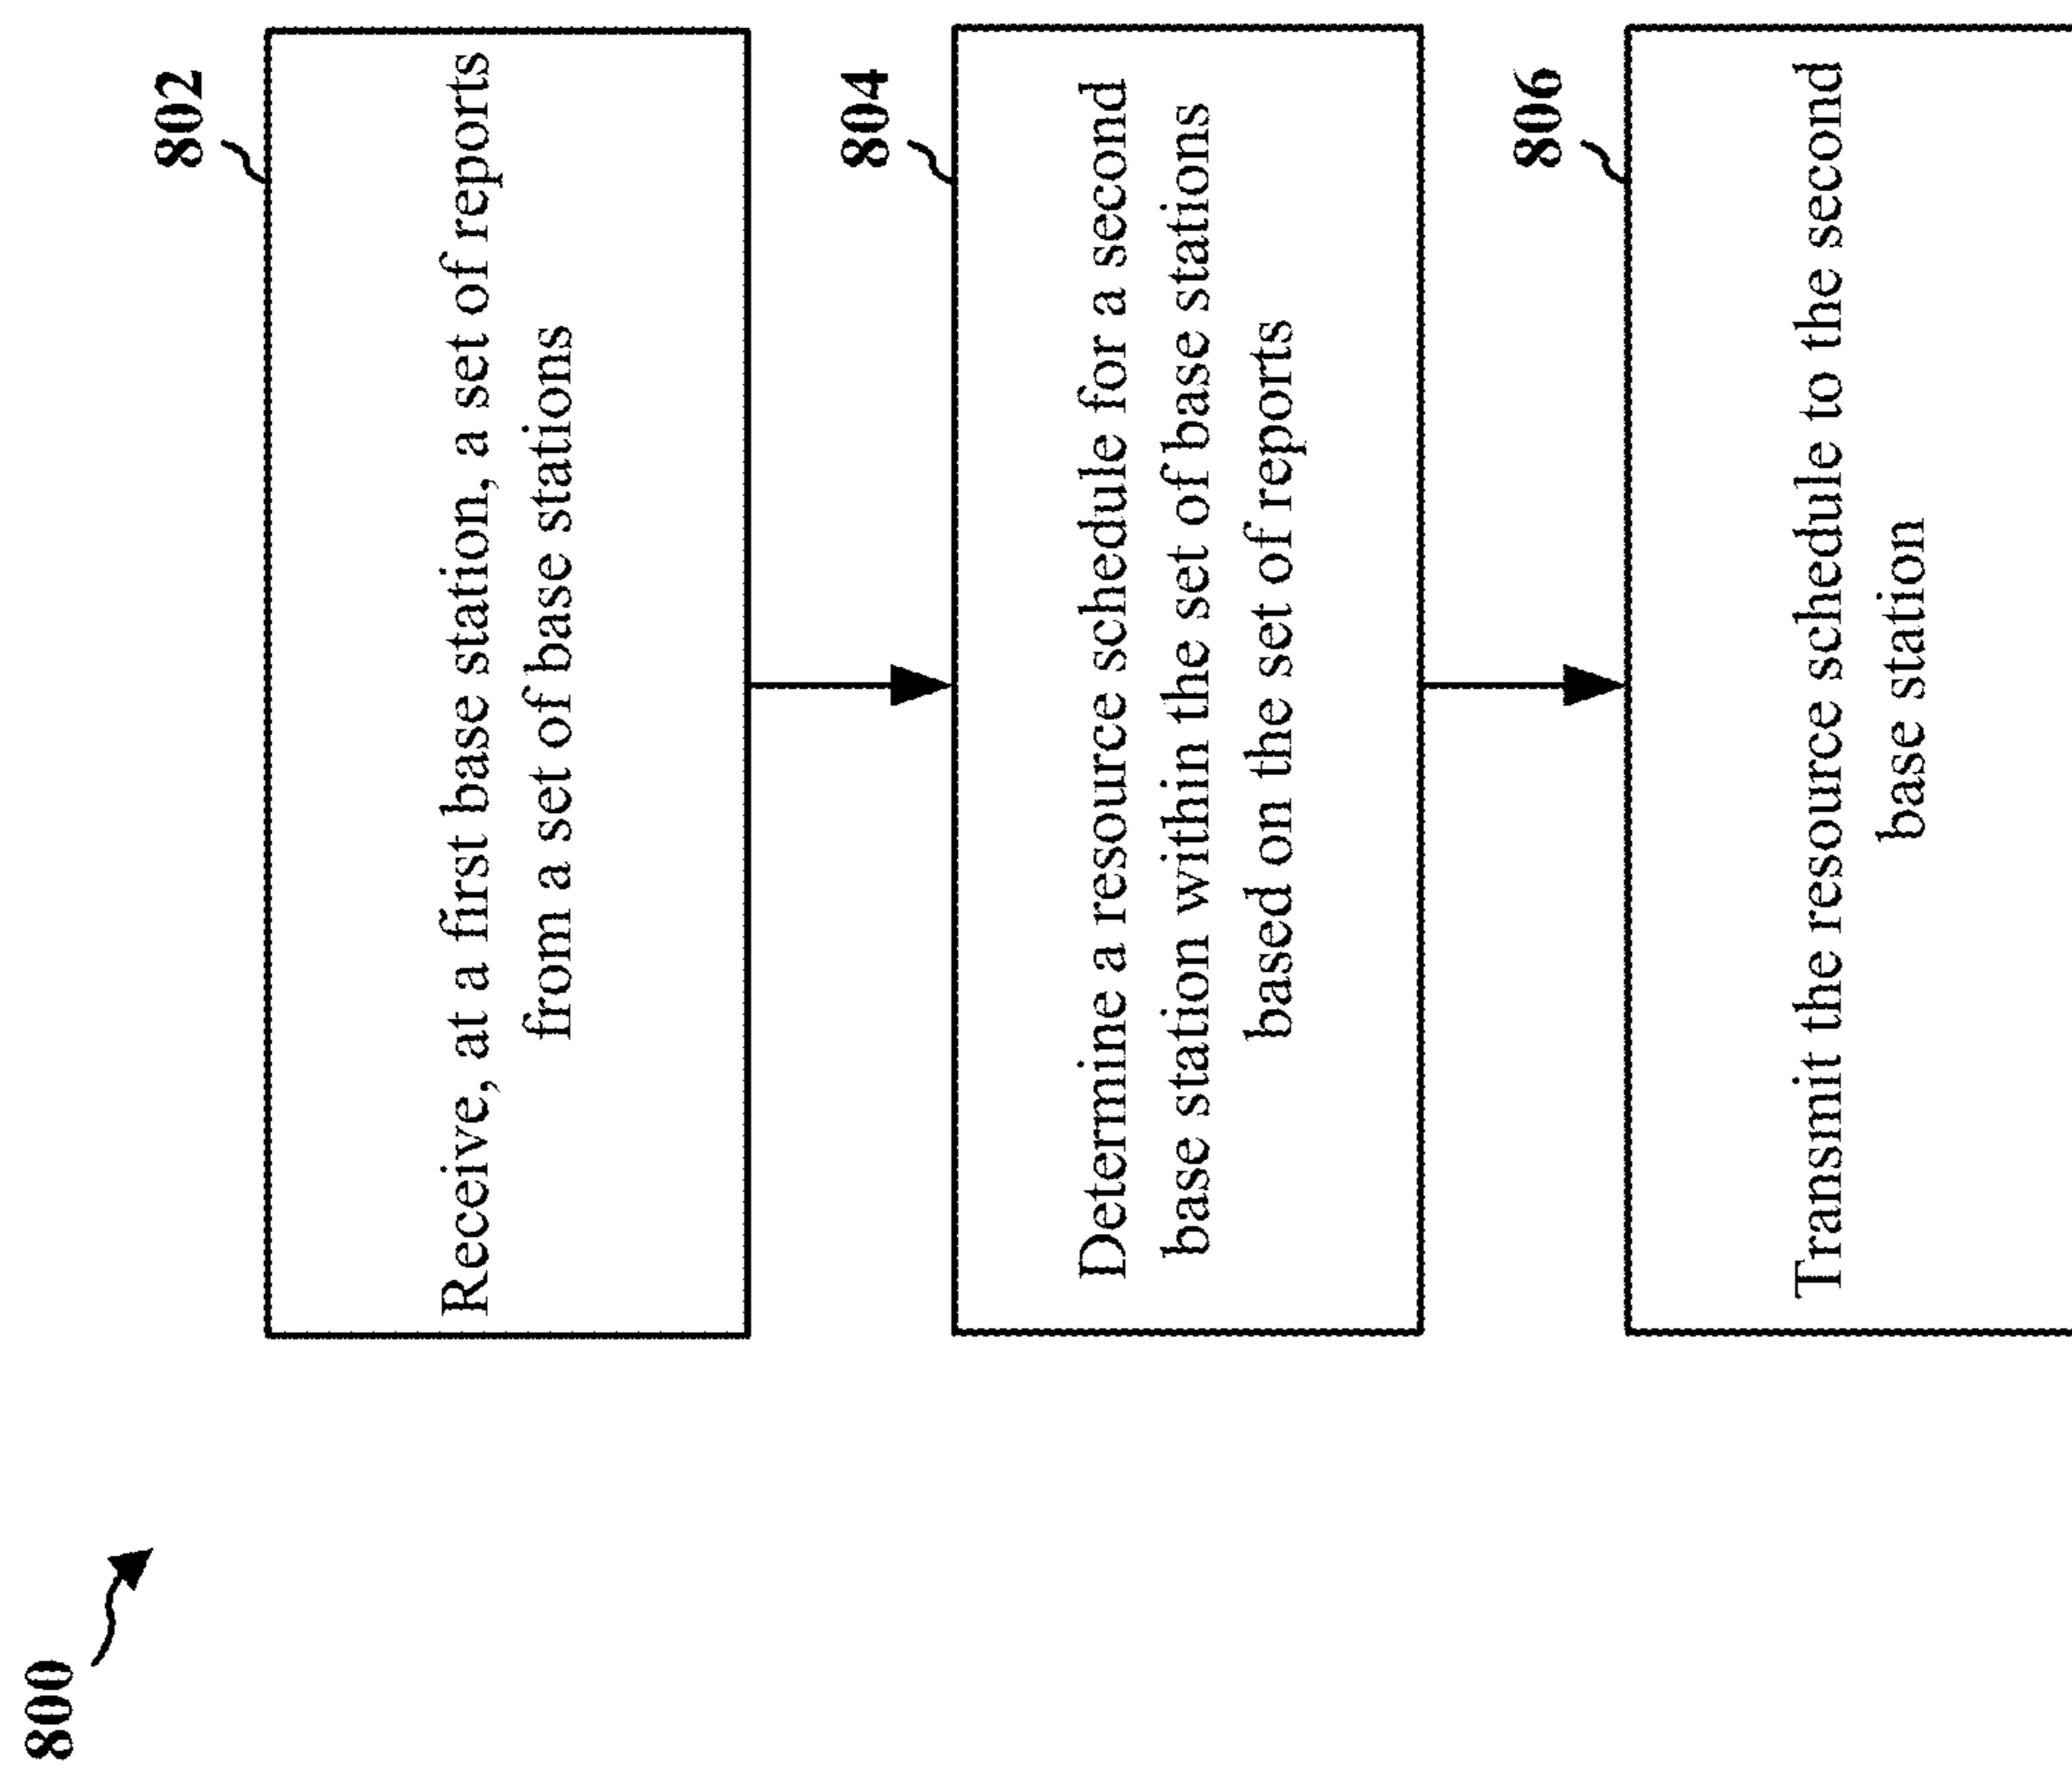 800
802
Receive, at a first base station, a set of reports
from a set of base stations
804
Determine a resource schedule for a second
base station within the set of base stations
based on the set of reports
806
Transmit the resource schedule to the second
base station